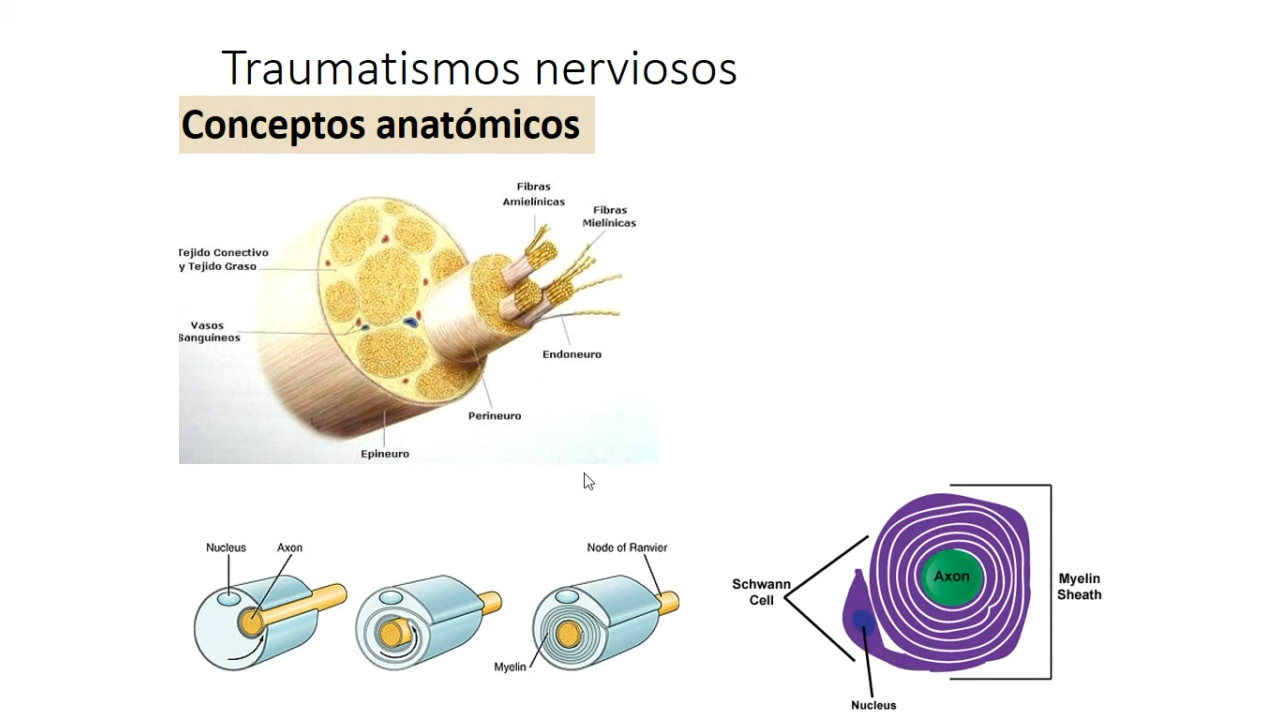 Traumatismos nerviosos
Conceptos anatómicos
Fibras
Amielínicas
Fibras
Mielínicas
Tejido Conectivo
y Tejido Graso
Vasos
Sanguíneos
Endoneuro
Perineuro
Epineuro
Nucleus
Axon
Node of Ranvier
Myelin
Schwann
Cell
Axon
Myelin
Sheath
Nucleus